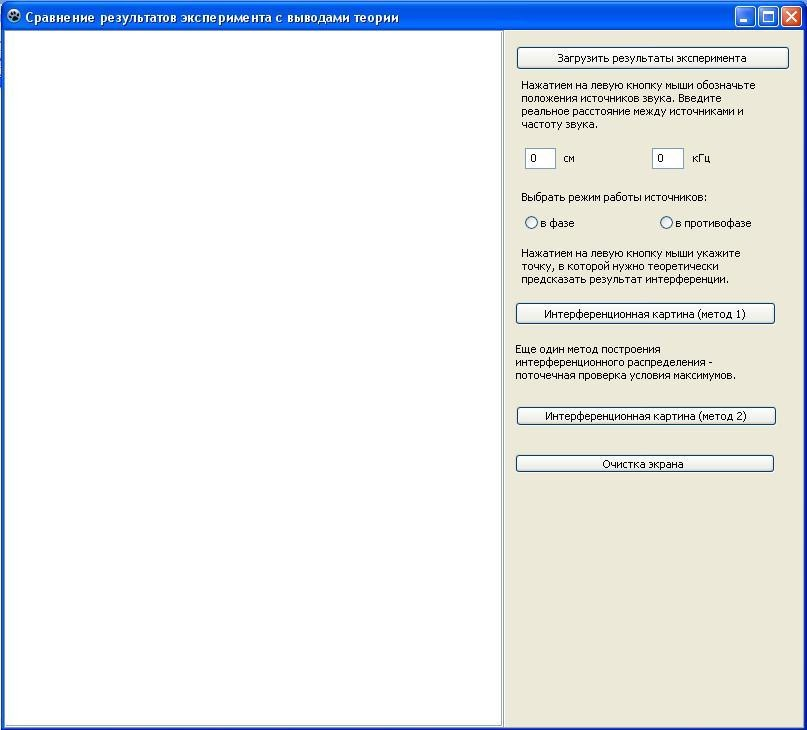 Сравнение результатов эксперимента с выводами теории
Загрузить результаты эксперимента
Нажатием на левую кнопку мыши обозначьте
положения источников звука. Введите
реальное расстояние между источниками и
частоту звука.
0 см 0 кГц
Выбрать режим работы источников:
в фазе в противофазе
Нажатием на левую кнопку мыши укажите
точку, в которой нужно теоретически
предсказать результат интерференции.
Интерференционная картина (метод 1)
Еще один метод построения
интерференционного распределения -
поточечная проверка условия максимумов.
Интерференционная картина (метод 2)
Очистка экрана